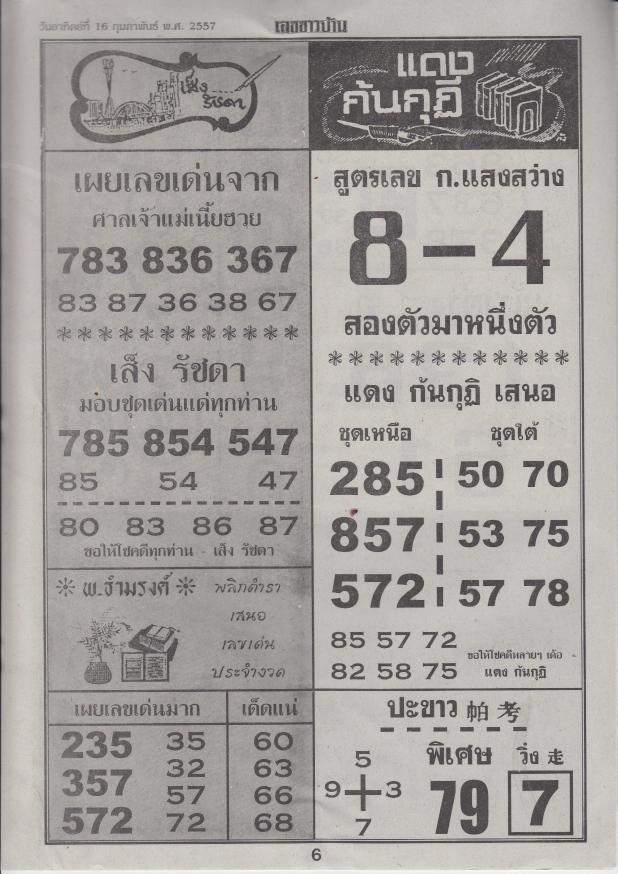 วันอาทิตย์ที่ 16 กุมภาพันธ์ พ.ศ. 2557
เลขชาวบ้าน
เฮงรัชดา
เผยเลขเด่นจาก
ศาลเจ้าแม่เนี้ยฮวย
783 836 367
83 87 36 38 67
************
เส็ง รัชดา
มอบชุดเด่นแด่ทุกท่าน
785 854 547
85 54 47
80 83 86 87
ขอให้โชคดีทุกท่าน - เส็ง รัชดา
พ.ธำมรงค์
พลิกตำรา
เสนอ
เลขเด่น
ประจำงวด
เผยเลขเด่นมาก
เด็ดแน่
235 35 60
357 32 63
572 57 66
72 68
แดง
ค้นกุฏิ
สูตรเลข ก.แสงสว่าง
8-4
สองตัวมาหนึ่งตัว
************
แดง ก้นกุฏิ เสนอ
ชุดเหนือ ชุดใต้
285 50 70
857 53 75
572 57 78
85 57 72
82 58 75
ขอให้โชคดีหลายๆ เด้อ
แดง ก้นกุฏิ
ปะขาว 帕考
5
9 3
7
พิเศษ
79
วิ่ง 走
7
6